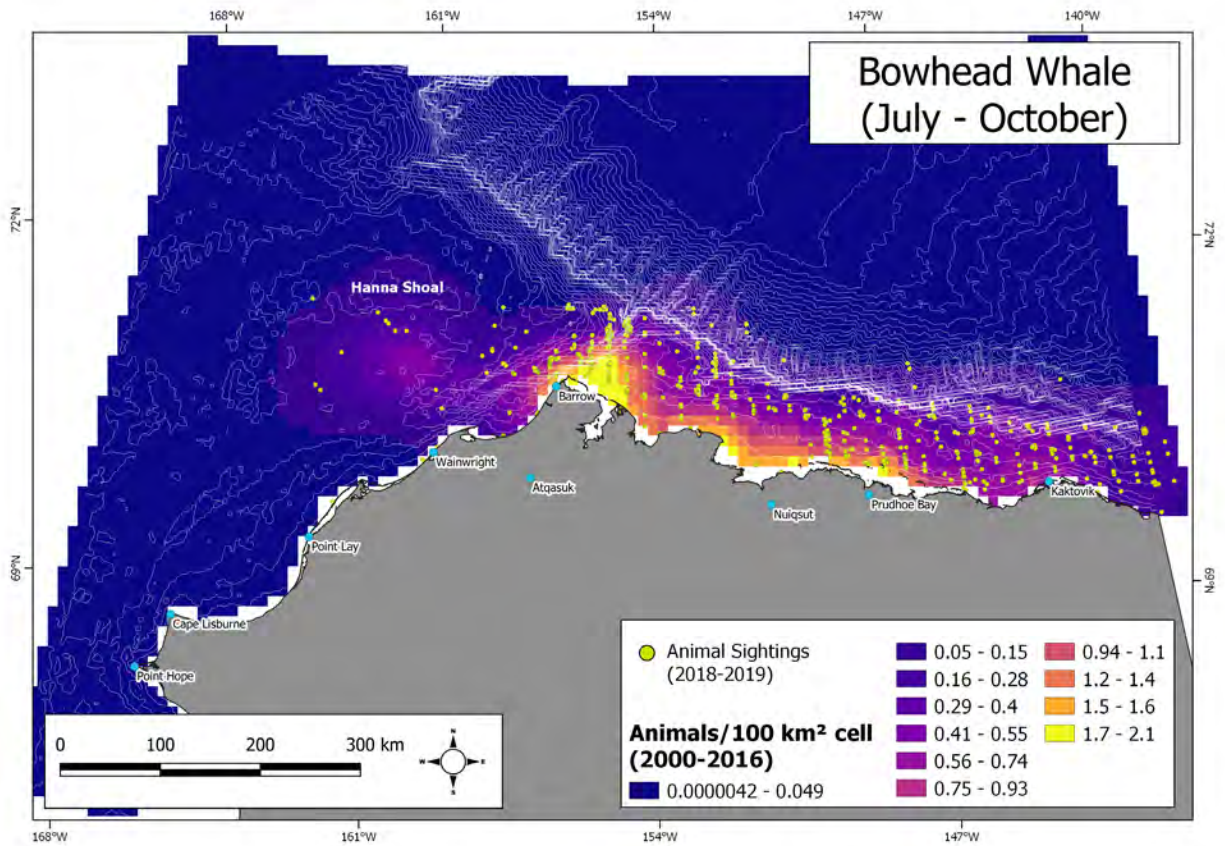 168°W 161°W 154°W 147°W 140°W
Bowhead Whale
(July - October)
72°N
72°N
Hanna Shoal
Barrow
Wainwright
Atqasuk
Kaktovik
Prudhoe Bay
Nuiqsut
Point Lay
69°N
69°N
Cape Lisburne
Point Hope
Animal Sightings
(2018-2019)
Animals/100 km² cell
(2000-2016)
0.0000042 - 0.049
0.05 - 0.15
0.16 - 0.28
0.29 - 0.4
0.41 - 0.55
0.56 - 0.74
0.75 - 0.93
0.94 - 1.1
1.2 - 1.4
1.5 - 1.6
1.7 - 2.1
0 100 200 300 km
N
W E
S
168°W 161°W 154°W 147°W